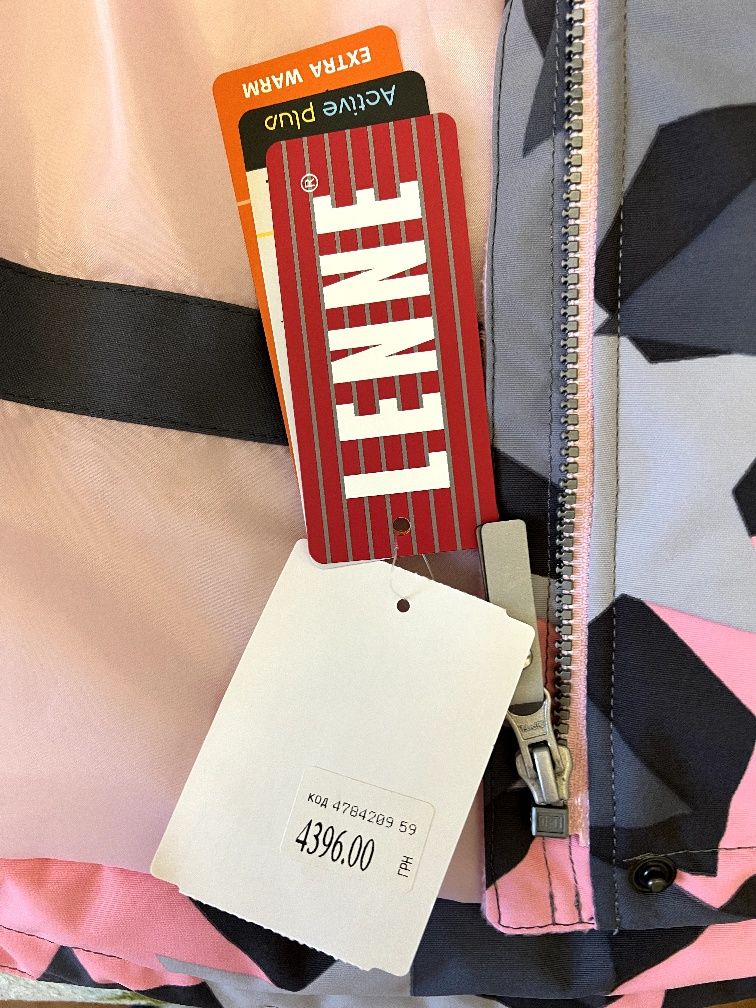 EXTRA WARM
Active plus
LENNE®
код 4784209 59
4396.00
ГРН